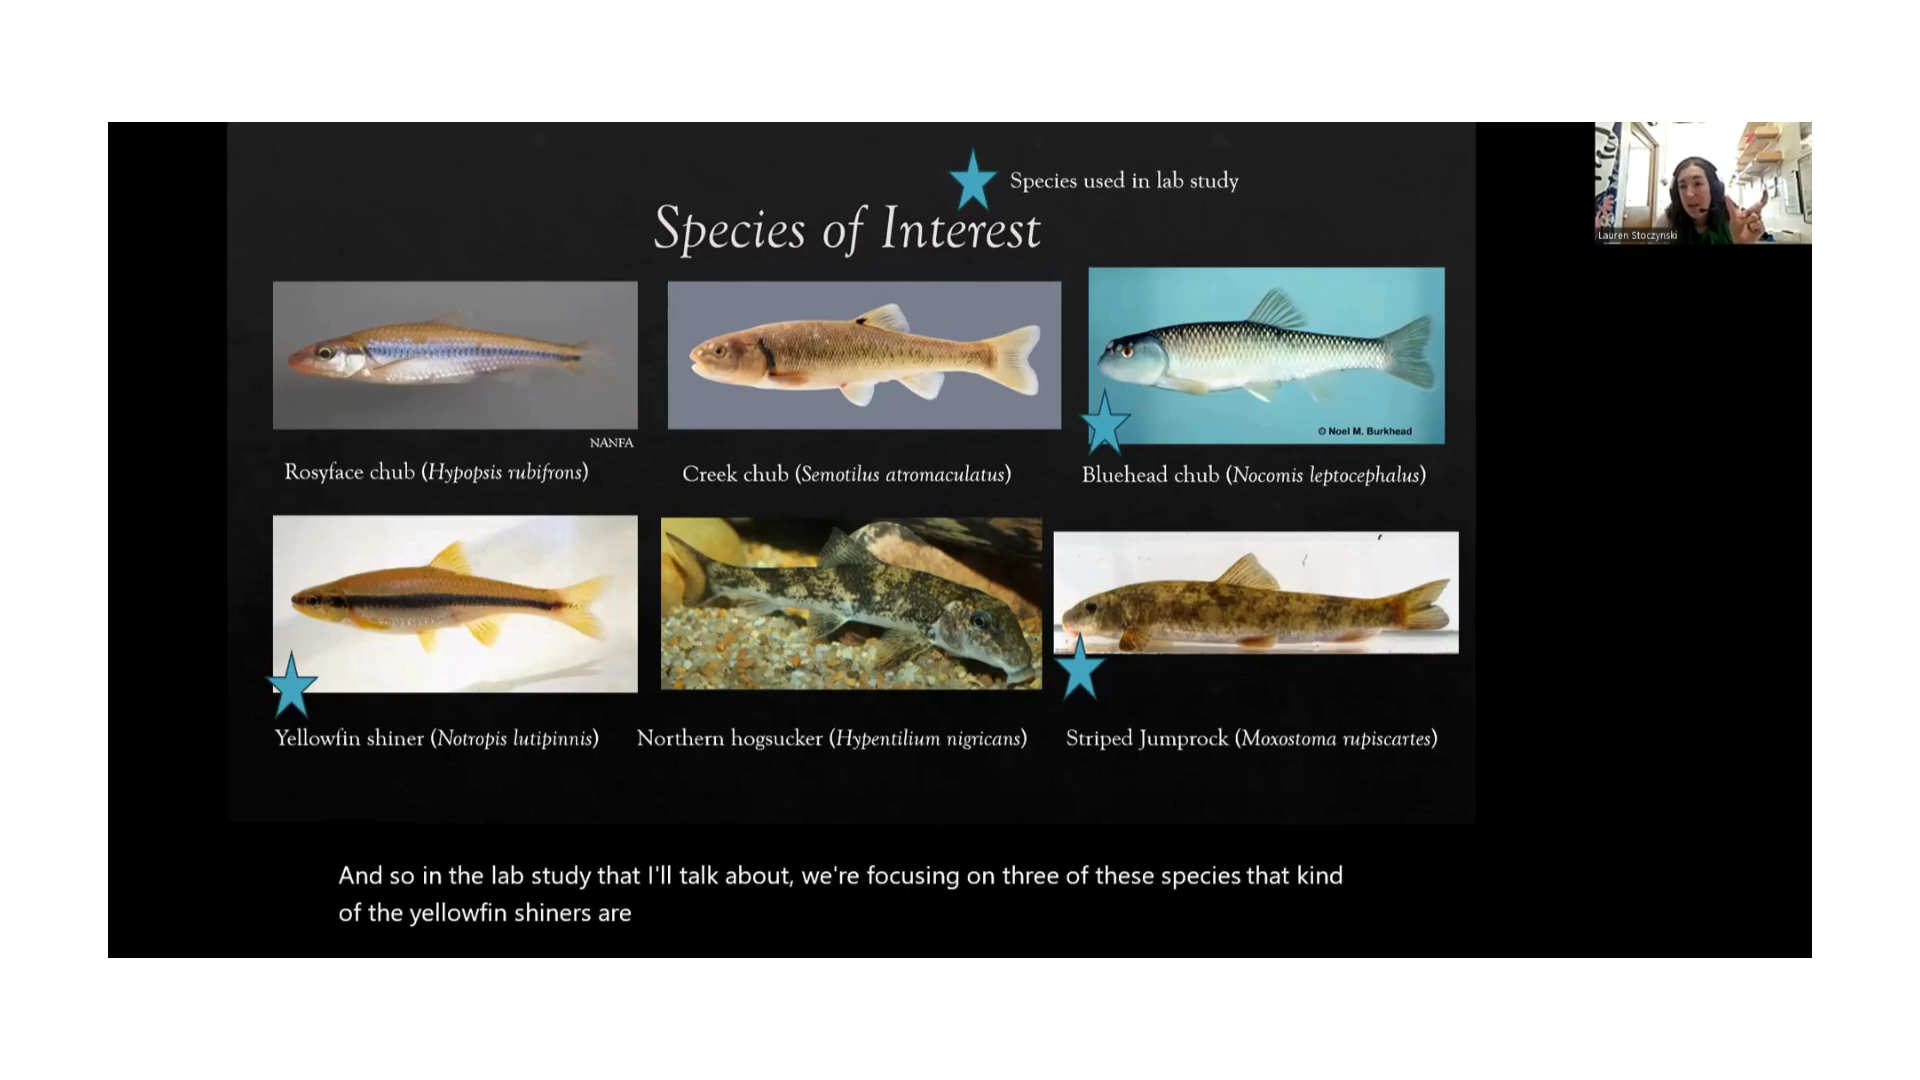 Species used in lab study
Species of Interest
Lauren Stoczynski
© Noel M. Burkhead
NANFA
Rosyface chub (Hypopsis rubifrons)
Creek chub (Semotilus atromaculatus)
Bluehead chub (Nocomis leptocephalus)
Yellowfin shiner (Notropis lutipinnis)
Northern hogsucker (Hypentilium nigricans)
Striped Jumprock (Moxostoma rupiscartes)
And so in the lab study that I'll talk about, we're focusing on three of these species that kind
of the yellowfin shiners are